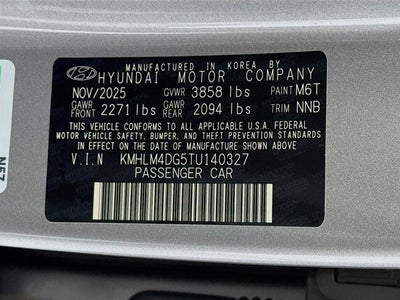 MANUFACTURED IN KOREA BY
HYUNDAI MOTOR COMPANY
NOV/2025 GVWR 3858 lbs PAINT M6T
GAWR FRT 2271 lbs GAWR RR 2094 lbs TRIM NNB
THIS VEHICLE CONFORMS TO ALL APPLICABLE FEDERAL
MOTOR VEHICLE SAFETY, BUMPER, AND THEFT PREVENTION
STANDARDS IN EFFECT ON THE DATE OF MANUFACTURE
SHOWN ABOVE.
V.I.N KMHLM4DG5TU140327
PASSENGER CAR